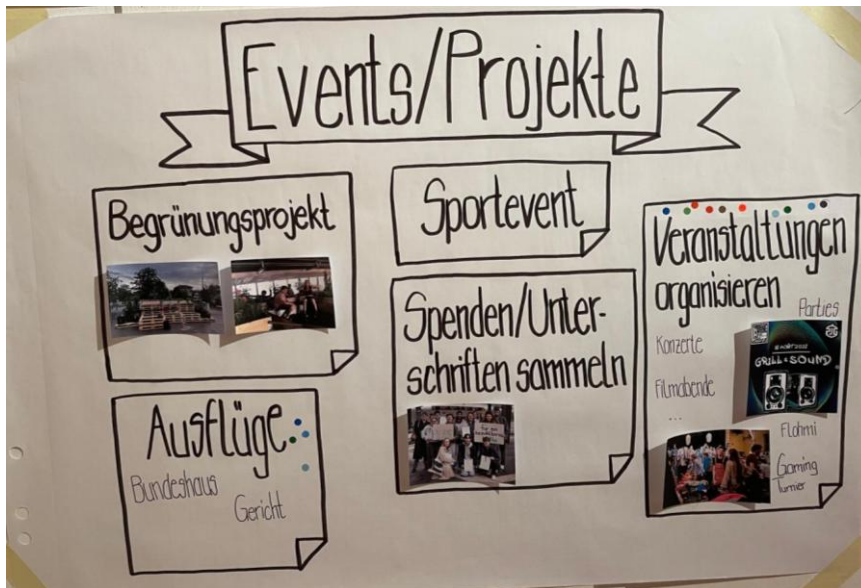 Events/Projekte
Begrünungsprojekt
Ausflüge
Bundeshaus
Gericht
Sportevent
Spenden/Unter-
schriften sammeln
Veranstaltungen
organisieren
Parties
Konzerte
GRILL & SOUND
Filmabende
...
Flohmi
Gaming
Turnier